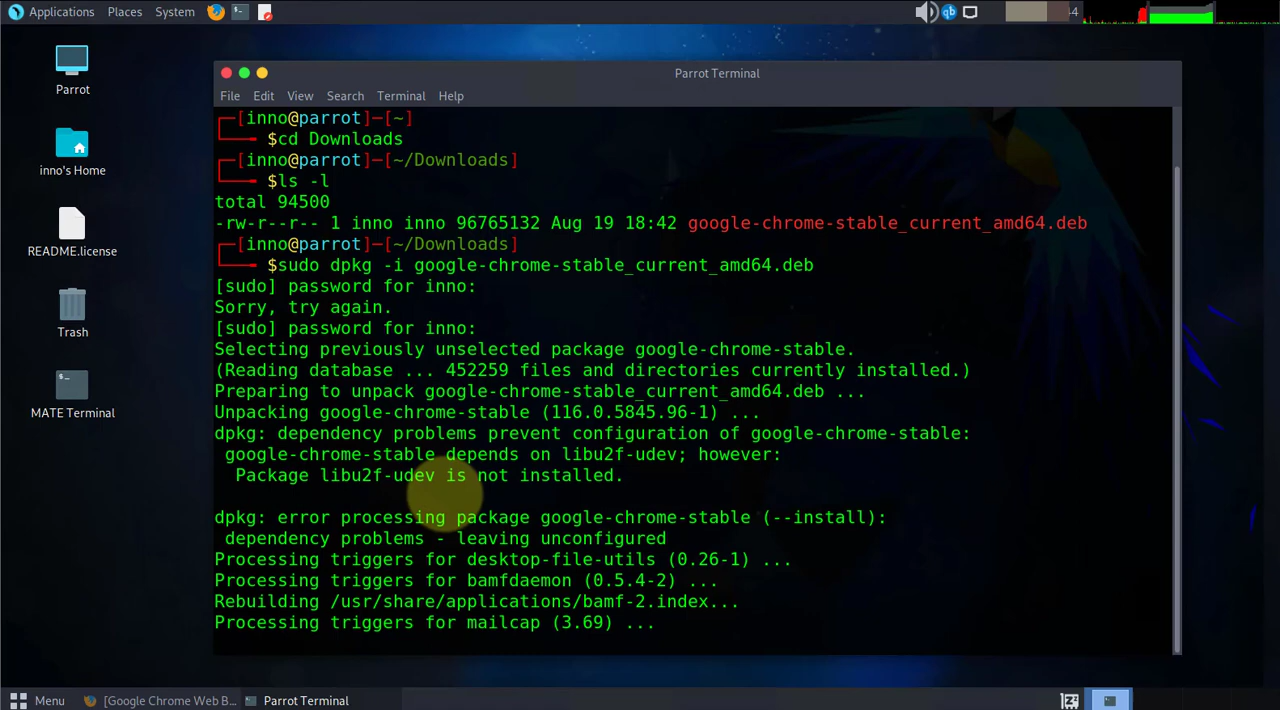 Applications Places System
Parrot
inno's Home
README.license
Trash
MATE Terminal
Parrot Terminal
File Edit View Search Terminal Help
[inno@parrot]-[~]
$cd Downloads
[inno@parrot]-[~/Downloads]
$ls -l
total 94500
-rw-r--r-- 1 inno inno 96765132 Aug 19 18:42 google-chrome-stable_current_amd64.deb
[inno@parrot]-[~/Downloads]
$sudo dpkg -i google-chrome-stable_current_amd64.deb
[sudo] password for inno:
Sorry, try again.
[sudo] password for inno:
Selecting previously unselected package google-chrome-stable.
(Reading database ... 452259 files and directories currently installed.)
Preparing to unpack google-chrome-stable_current_amd64.deb ...
Unpacking google-chrome-stable (116.0.5845.96-1) ...
dpkg: dependency problems prevent configuration of google-chrome-stable:
google-chrome-stable depends on libu2f-udev; however:
Package libu2f-udev is not installed.
dpkg: error processing package google-chrome-stable (--install):
dependency problems - leaving unconfigured
Processing triggers for desktop-file-utils (0.26-1) ...
Processing triggers for bamfdaemon (0.5.4-2) ...
Rebuilding /usr/share/applications/bamf-2.index...
Processing triggers for mailcap (3.69) ...
Menu [Google Chrome Web B... Parrot Terminal